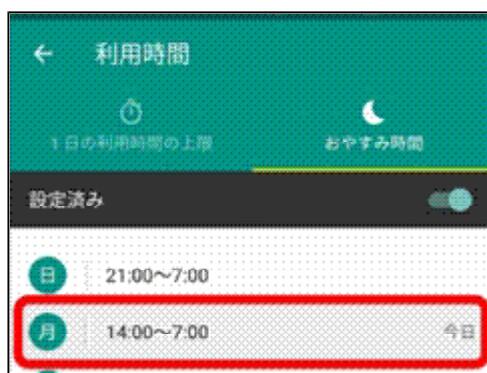 利用時間
1日の利用時間の上限
おやすみ時間
設定済み
日 21:00～7:00
月 14:00～7:00 今日